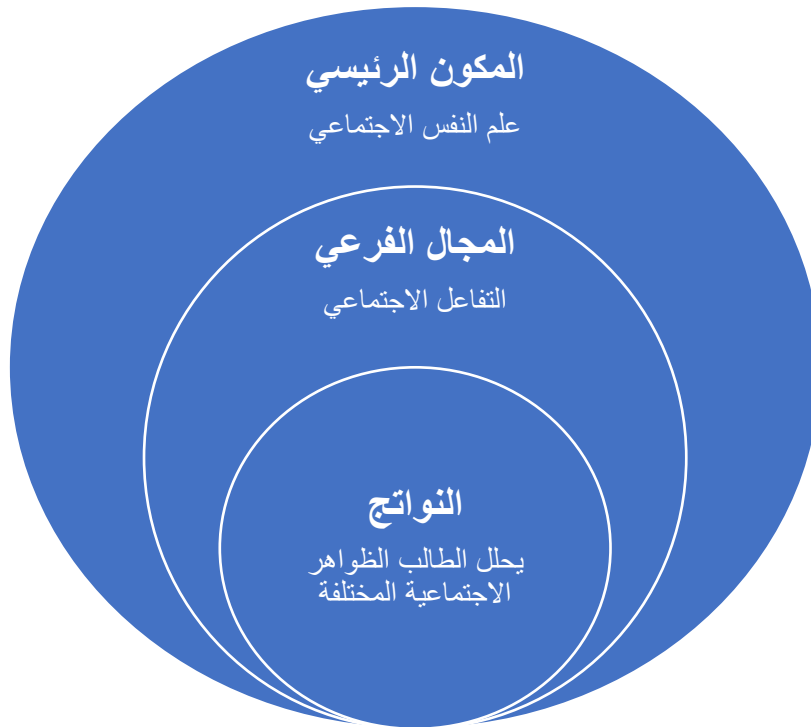 المكون الرئيسي
علم النفس الاجتماعي
المجال الفرعي
التفاعل الاجتماعي
النواتج
يحلل الطالب الظواهر
الاجتماعية المختلفة